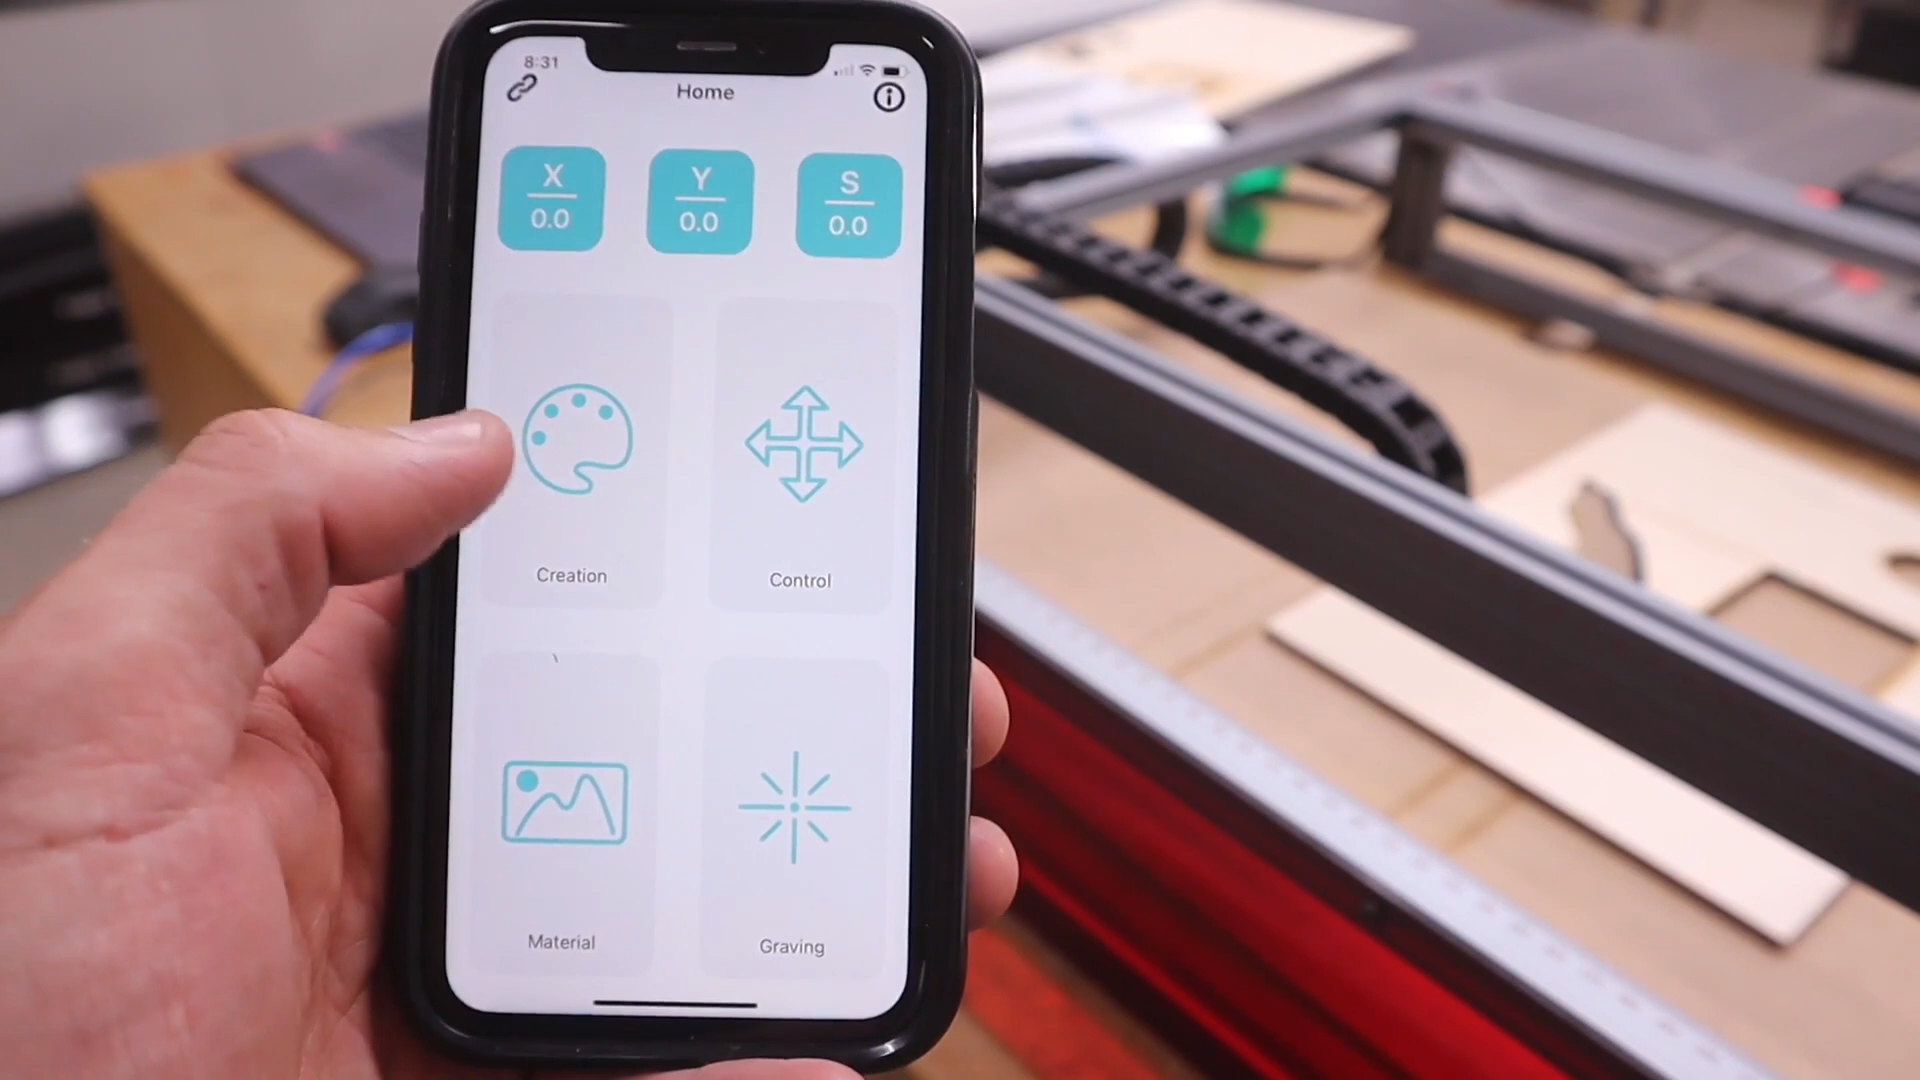 8:31
Home
X
0.0
Y
0.0
S
0.0
Creation
Control
Material
Graving